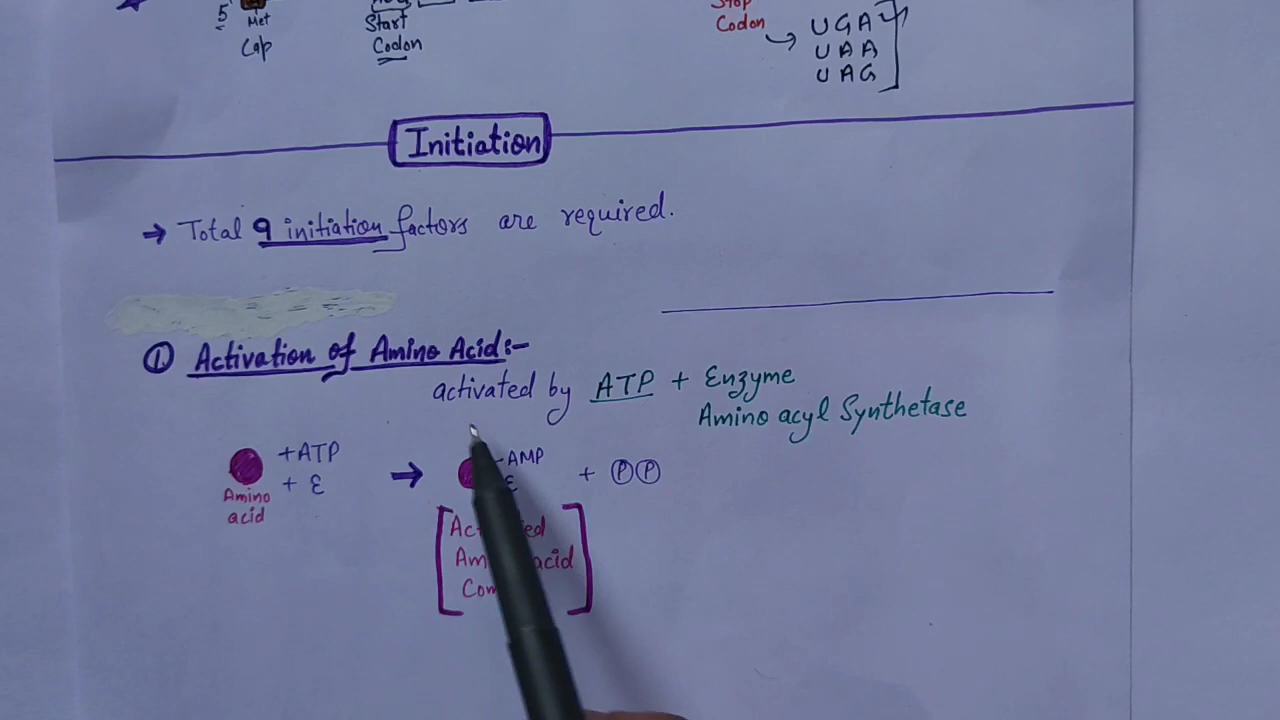 5' Met
Cap
Start
Codon
Stop
Codon
UGA
UAA
UAG
Initiation
→ Total 9 initiation factors are required.
① Activation of Amino Acid:-
activated by ATP + Enzyme
Amino acyl Synthetase
+ATP
+ E
Amino
acid
→
-AMP
E
+ P P